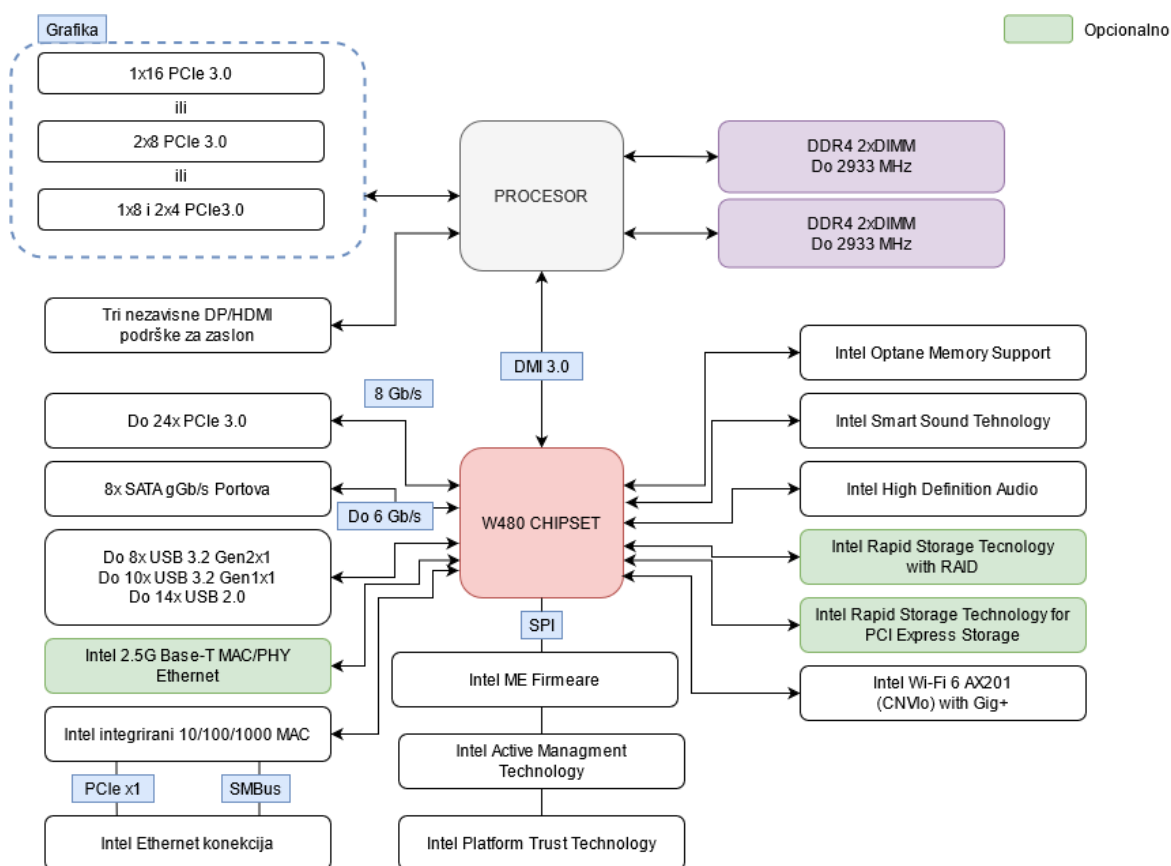 Grafika
Opcionalno
1x16 PCIe 3.0
ili
2x8 PCIe 3.0
ili
1x8 i 2x4 PCIe3.0
PROCESOR
DDR4 2xDIMM
Do 2933 MHz
DDR4 2xDIMM
Do 2933 MHz
Tri nezavisne DP/HDMI
podrške za zaslon
DMI 3.0
Intel Optane Memory Support
8 Gb/s
Do 24x PCIe 3.0
Intel Smart Sound Tehnology
8x SATA gGb/s Portova
Do 6 Gb/s
W480 CHIPSET
Intel High Definition Audio
Do 8x USB 3.2 Gen2x1
Do 10x USB 3.2 Gen1x1
Do 14x USB 2.0
Intel Rapid Storage Tecnology
with RAID
SPI
Intel Rapid Storage Technology for
PCI Express Storage
Intel 2.5G Base-T MAC/PHY
Ethernet
Intel ME Firmeare
Intel Wi-Fi 6 AX201
(CNVIo) with Gig+
Intel integrirani 10/100/1000 MAC
Intel Active Managment
Technology
PCIe x1
SMBus
Intel Ethernet konekcija
Intel Platform Trust Technology